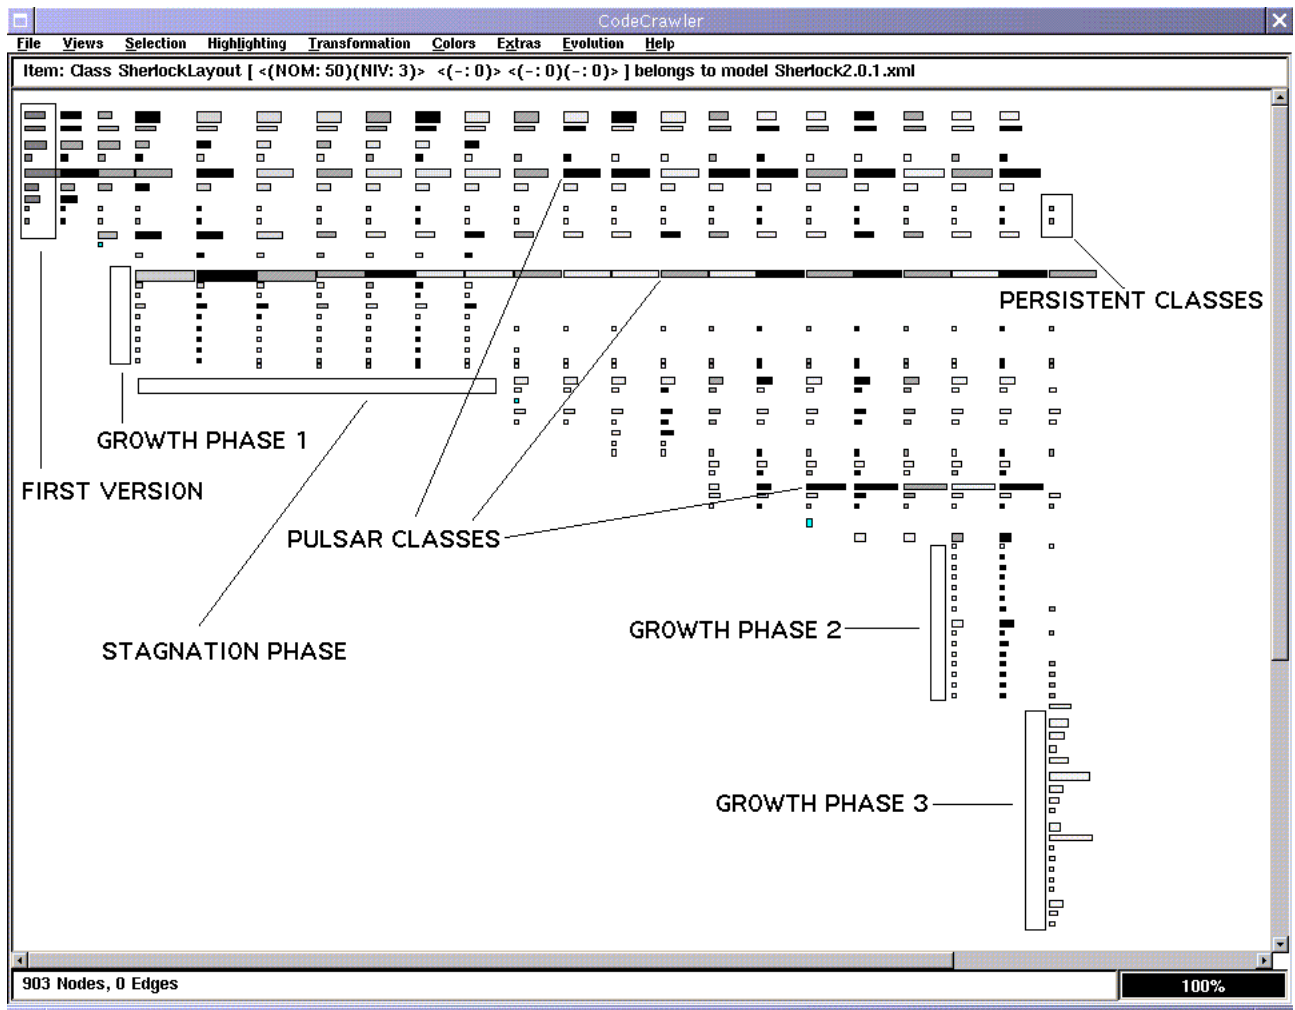 CodeCrawler
File Views Selection Highlighting Transformation Colors Extras Evolution Help
Item: Class SherlockLayout [ <(NOM: 50)(NIV: 3)> <(-: 0)> <(-: 0)(-: 0)> ] belongs to model Sherlock2.0.1.xml
PERSISTENT CLASSES
GROWTH PHASE 1
FIRST VERSION
PULSAR CLASSES
GROWTH PHASE 2
STAGNATION PHASE
GROWTH PHASE 3
903 Nodes, 0 Edges
100%